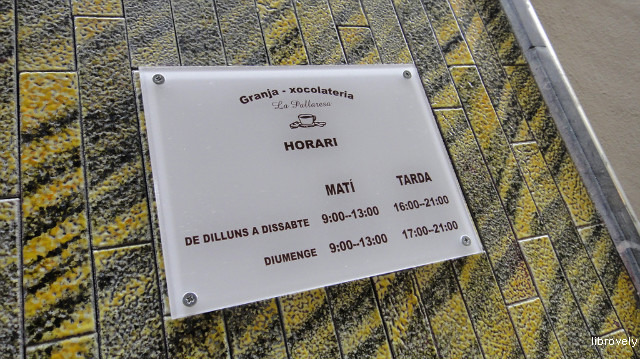 Granja - xocolateria
La Pallaresa
HORARI
MATÍ TARDA
DE DILLUNS A DISSABTE 9:00-13:00 16:00-21:00
DIUMENGE 9:00-13:00 17:00-21:00
librovely